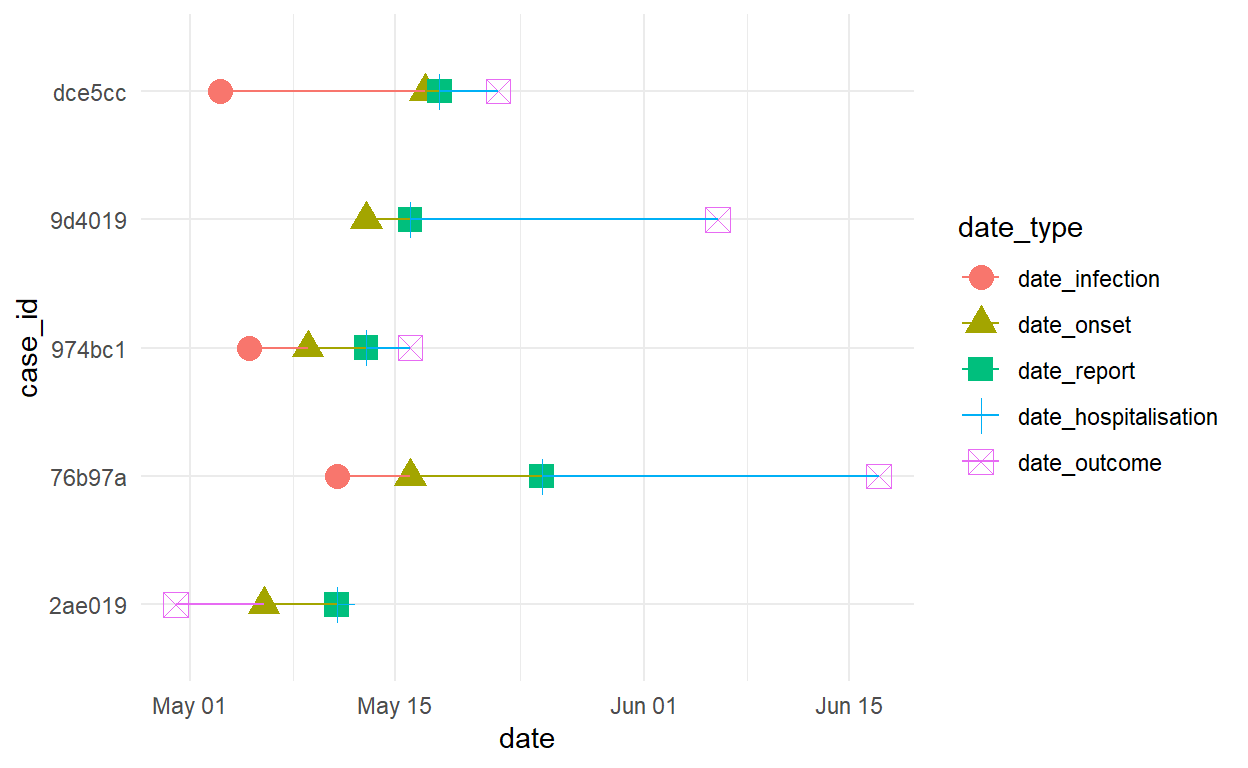 dce5cc
9d4019
974bc1
76b97a
2ae019
case_id
May 01
May 15
Jun 01
Jun 15
date
date_type
date_infection
date_onset
date_report
date_hospitalisation
date_outcome